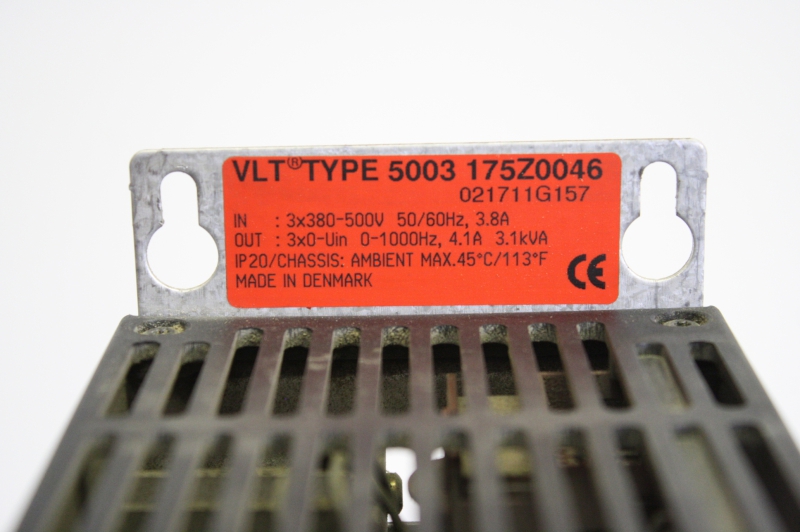 VLT® TYPE 5003 175Z0046
021711G157
IN : 3x380-500V 50/60Hz, 3.8A
OUT : 3x0-Uin 0-1000Hz, 4.1A 3.1kVA
IP20/CHASSIS: AMBIENT MAX.45°C/113°F
MADE IN DENMARK
CE